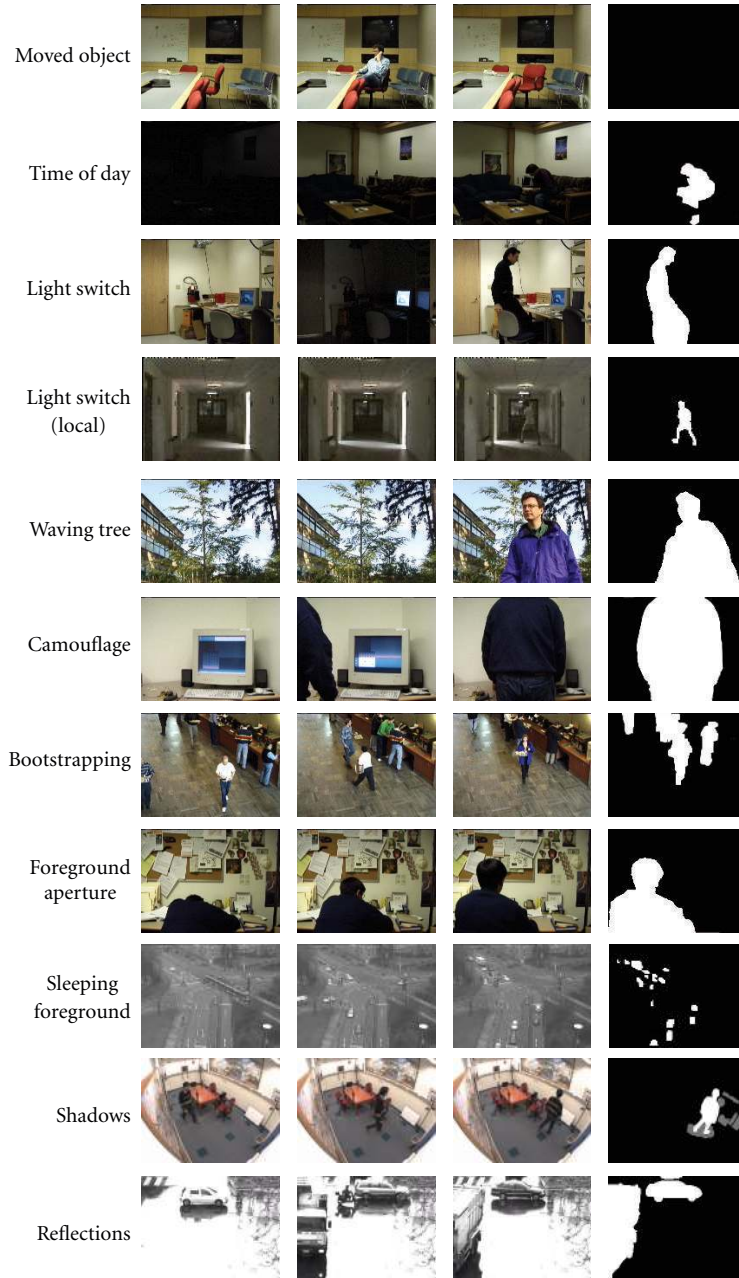 Moved object
Time of day
Light switch
Light switch
(local)
Waving tree
Camouflage
Bootstrapping
Foreground
aperture
Sleeping
foreground
Shadows
Reflections